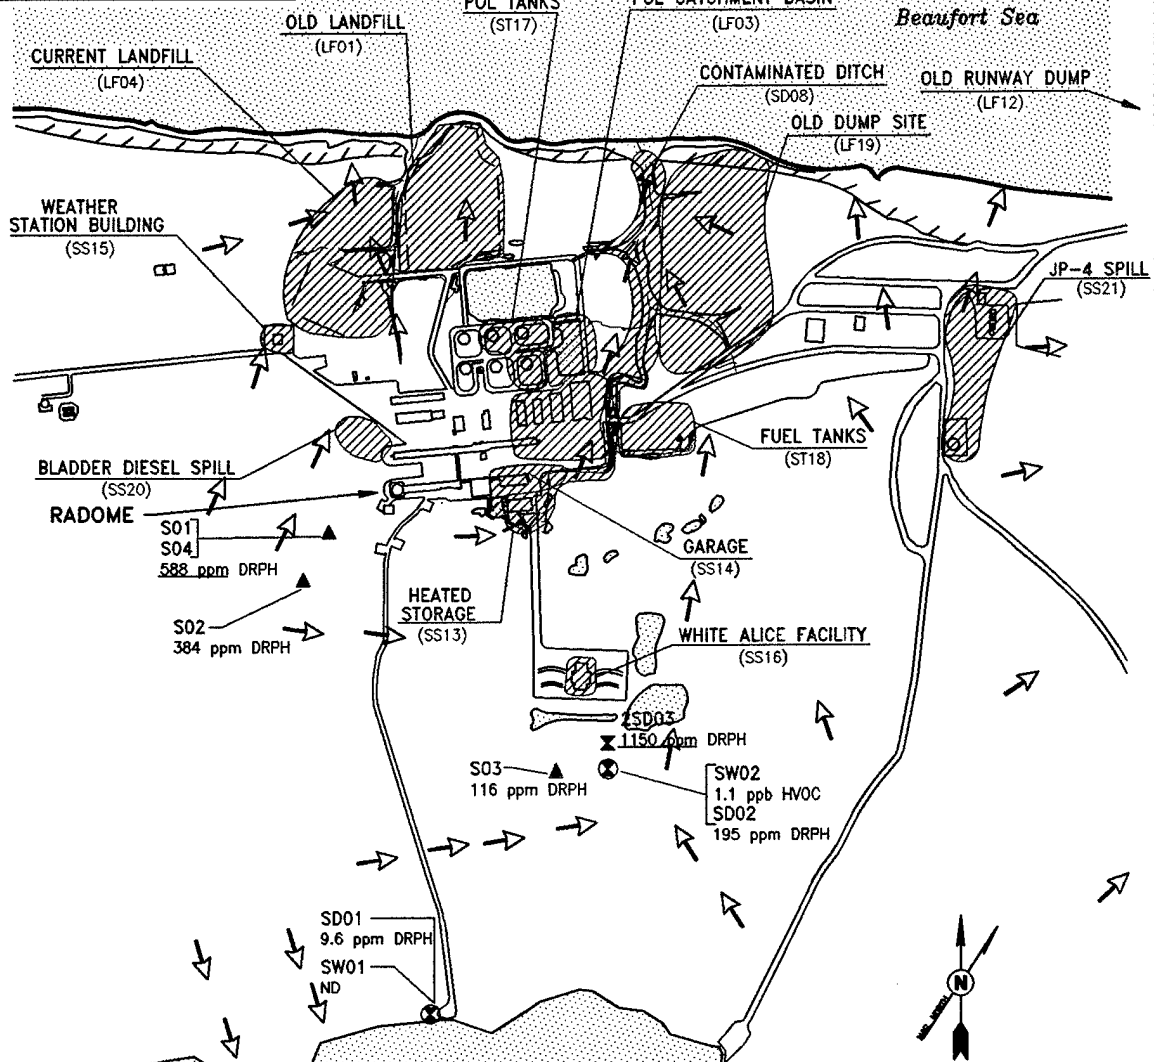 POL TANKS
(ST17)
POL CATCHMENT BASIN
(LF03)
Beaufort Sea
OLD LANDFILL
(LF01)
CURRENT LANDFILL
(LF04)
CONTAMINATED DITCH
(SD08)
OLD RUNWAY DUMP
(LF12)
OLD DUMP SITE
(LF19)
WEATHER
STATION BUILDING
(SS15)
JP-4 SPILL
(SS21)
FUEL TANKS
(ST18)
BLADDER DIESEL SPILL
(SS20)
RADOME
S01
S04
588 ppm DRPH
GARAGE
(SS14)
HEATED
STORAGE
(SS13)
S02
384 ppm DRPH
WHITE ALICE FACILITY
(SS16)
2SD03
1150 ppm DRPH
S03
116 ppm DRPH
SW02
1.1 ppb HVOC
SD02
195 ppm DRPH
SD01
9.6 ppm DRPH
SW01
ND
N